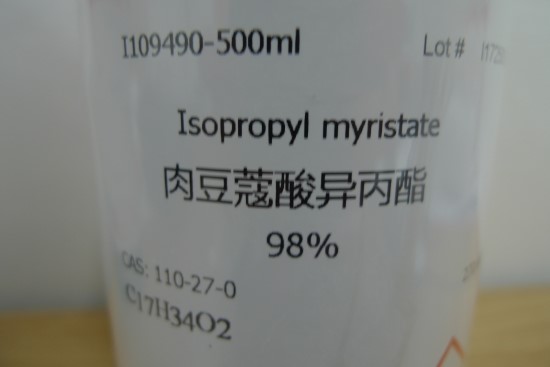 I109490-500ml
Lot #
Isopropyl myristate
肉豆蔻酸异丙酯
98%
CAS: 110-27-0
C17H34O2